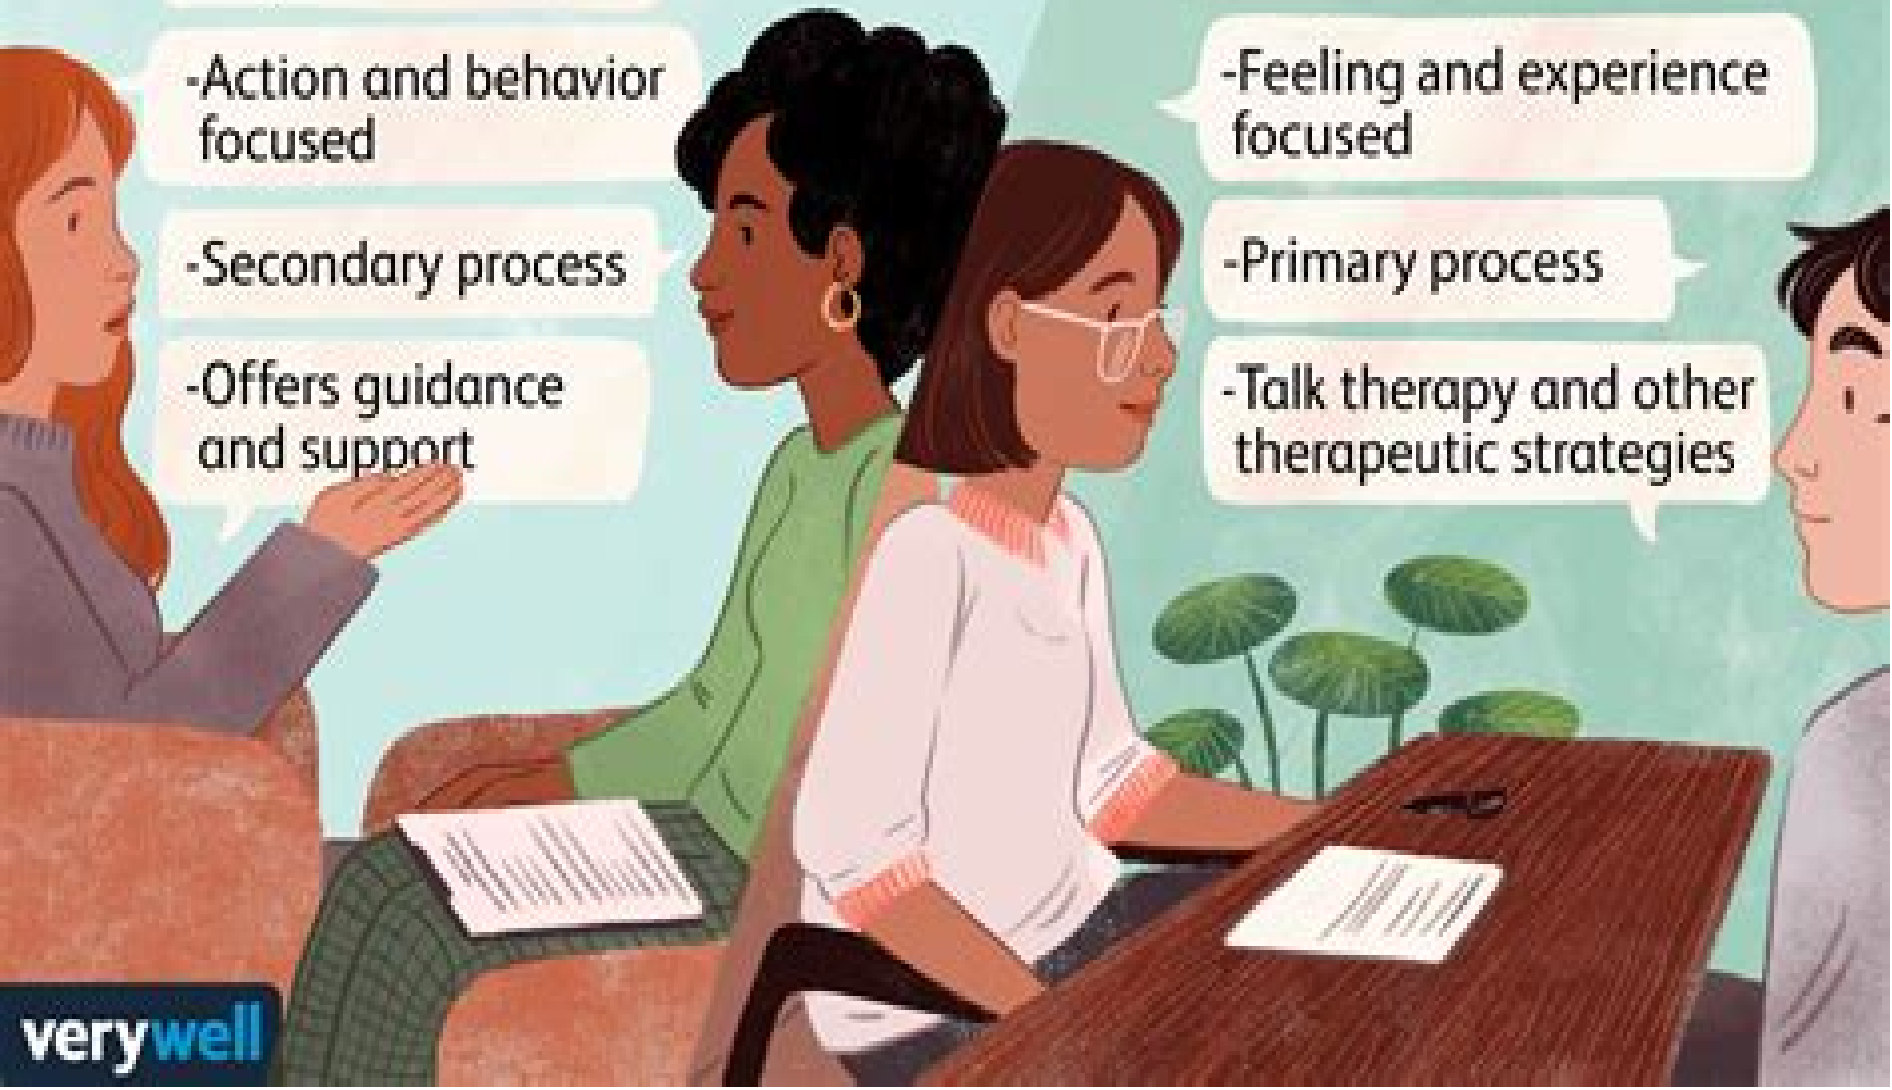 -Action and behavior
focused
-Secondary process
-Offers guidance
and support
-Feeling and experience
focused
-Primary process
-Talk therapy and other
therapeutic strategies
verywell